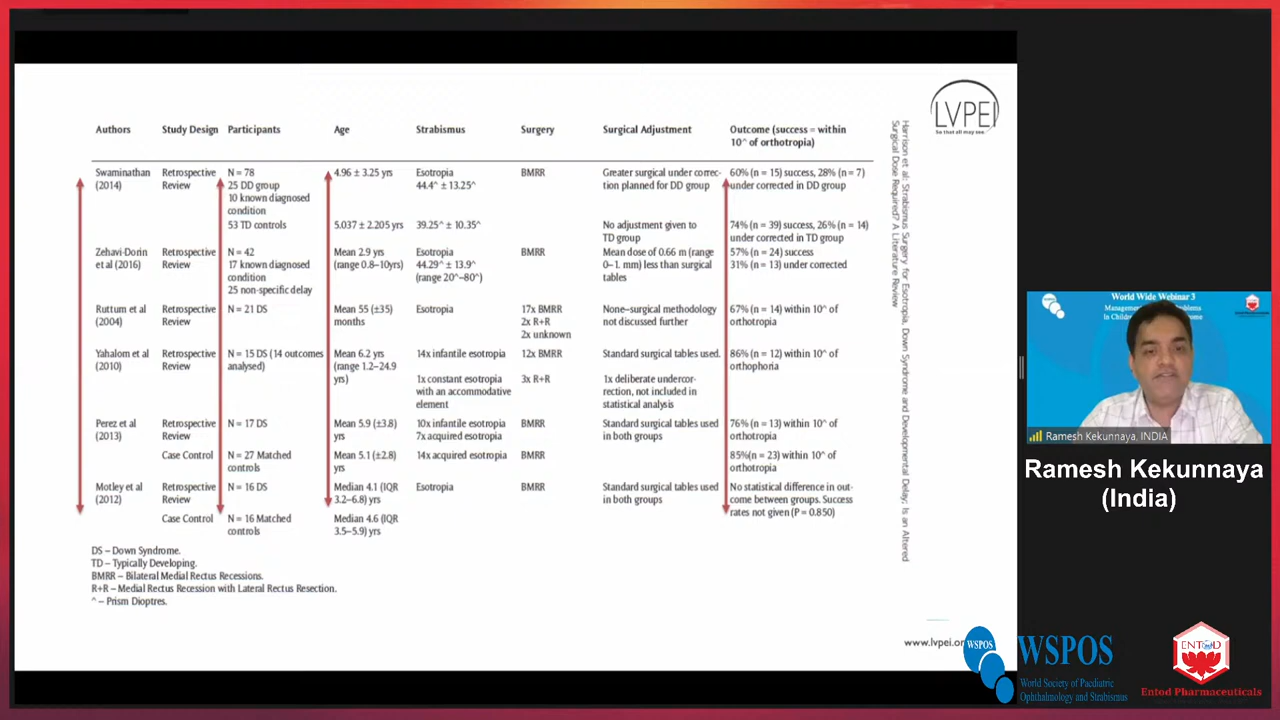 Authors Study Design Participants Age Strabismus Surgery Surgical Adjustment Outcome (success = within
10^ of orthotropia)
Swaminathan Retrospective N = 78 4.96 ± 3.25 yrs Esotropia BMRR Greater surgical under correc- 60% (n = 15) success, 28% (n = 7)
(2014) Review 25 DD group 44.4^ ± 13.25^ tion planned for DD group under corrected in DD group
10 known diagnosed
condition
53 TD controls 5.037 ± 2.205 yrs 39.25^ ± 10.35^ No adjustment given to 74% (n = 39) success, 26% (n = 14)
TD group under corrected in TD group
Zehavi-Dorin Retrospective N = 42 Mean 2.9 yrs Esotropia BMRR Mean dose of 0.66 m (range 57% (n = 24) success
et al (2016) Review 17 known diagnosed (range 0.8–10yrs) 44.29^ ± 13.9^ 0–1. mm) less than surgical 31% (n = 13) under corrected
condition (range 20^–80^) tables
25 non-specific delay
Ruttum et al Retrospective N = 21 DS Mean 55 (±35) Esotropia 17x BMRR None–surgical methodology 67% (n = 14) within 10^ of
(2004) Review months 2x R+R not discussed further orthotropia
2x unknown
Yahalom et al Retrospective N = 15 DS (14 outcomes Mean 6.2 yrs 14x infantile esotropia 12x BMRR Standard surgical tables used. 86% (n = 12) within 10^ of
(2010) Review analysed) (range 1.2–24.9 orthophoria
yrs) 1x constant esotropia 3x R+R 1x deliberate undercor-
with an accommodative rection, not included in
element statistical analysis
Perez et al Retrospective N = 17 DS Mean 5.9 (±3.8) 10x infantile esotropia BMRR Standard surgical tables used 76% (n = 13) within 10^ of
(2013) Review yrs 7x acquired esotropia in both groups orthotropia
Case Control N = 27 Matched Mean 5.1 (±2.8) 14x acquired esotropia BMRR 85%(n = 23) within 10^ of
controls yrs orthotropia
Motley et al Retrospective N = 16 DS Median 4.1 (IQR Esotropia BMRR Standard surgical tables used No statistical difference in out-
(2012) Review 3.2–6.8) yrs in both groups come between groups. Success
rates not given (P = 0.850)
Case Control N = 16 Matched Median 4.6 (IQR
controls 3.5–5.9) yrs
DS – Down Syndrome.
TD – Typically Developing.
BMRR – Bilateral Medial Rectus Recessions.
R+R – Medial Rectus Recession with Lateral Rectus Resection.
^ – Prism Dioptres.
LVPEI
So that all may see.
Harrison et al: Strabismus Surgery for Esotropia, Down Syndrome and Developmental Delay; Is an Altered
Surgical Dose Required? A Literature Review
www.lvpei.or
World Wide Webinar 3
Ramesh Kekunnaya, INDIA
Ramesh Kekunnaya
(India)
WSPOS
WSPOS
World Society of Paediatric
Ophthalmology and Strabismus
ENTOD
Entod Pharmaceuticals